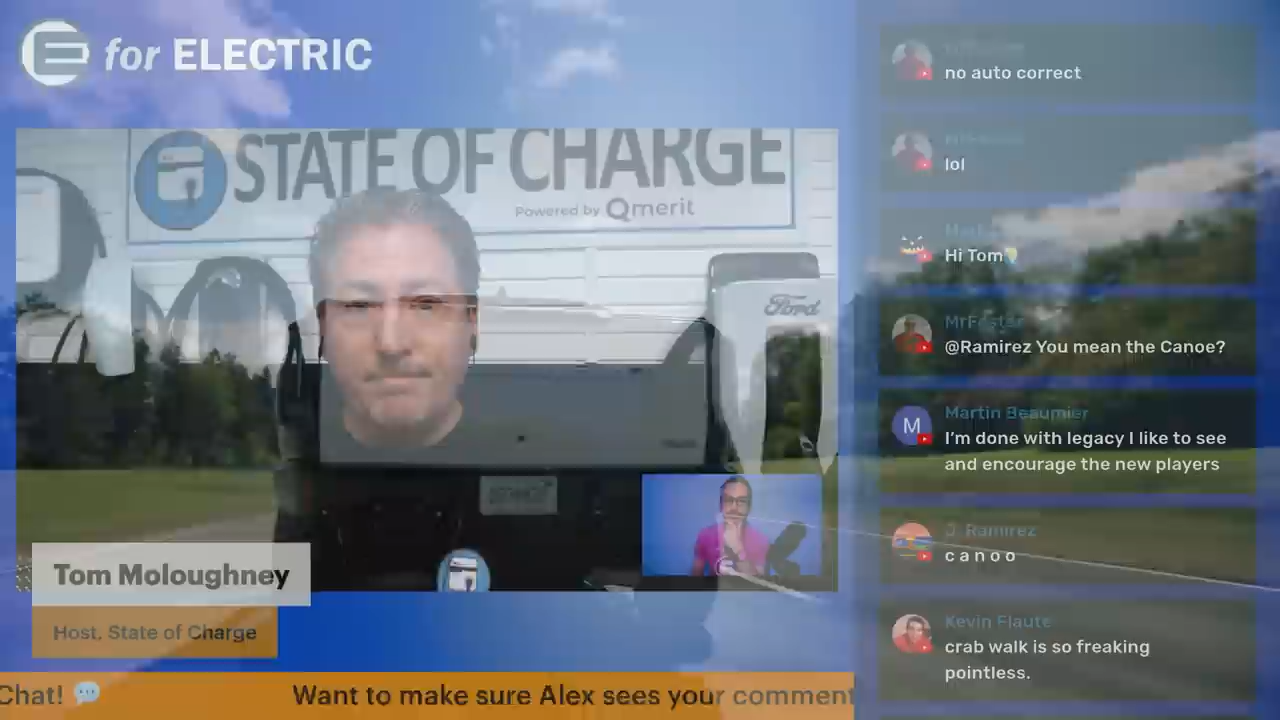 for ELECTRIC
STATE OF CHARGE
Powered by Qmerit
Ford
Tom Moloughney
Host, State of Charge
Chat! 💬 Want to make sure Alex sees your comment
no auto correct
lol
Hi Tom
MrFoster
@Ramirez You mean the Canoe?
M
Martin Beaumier
I'm done with legacy I like to see
and encourage the new players
J Ramirez
c a n o o
Kevin Flaute
crab walk is so freaking
pointless.